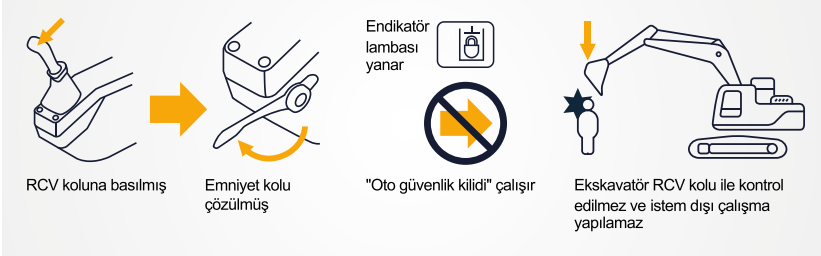 RCV koluna basılmış
Emniyet kolu
çözülmüş
Endikatör
lambası
yanar
"Oto güvenlik kilidi" çalışır
Ekskavatör RCV kolu ile kontrol
edilmez ve istem dışı çalışma
yapılamaz